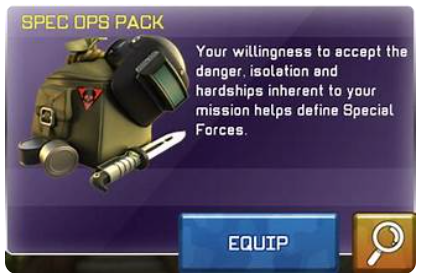 SPEC OPS PACK
Your willingness to accept the
danger, isolation and
hardships inherent to your
mission helps define Special
Forces.
EQUIP